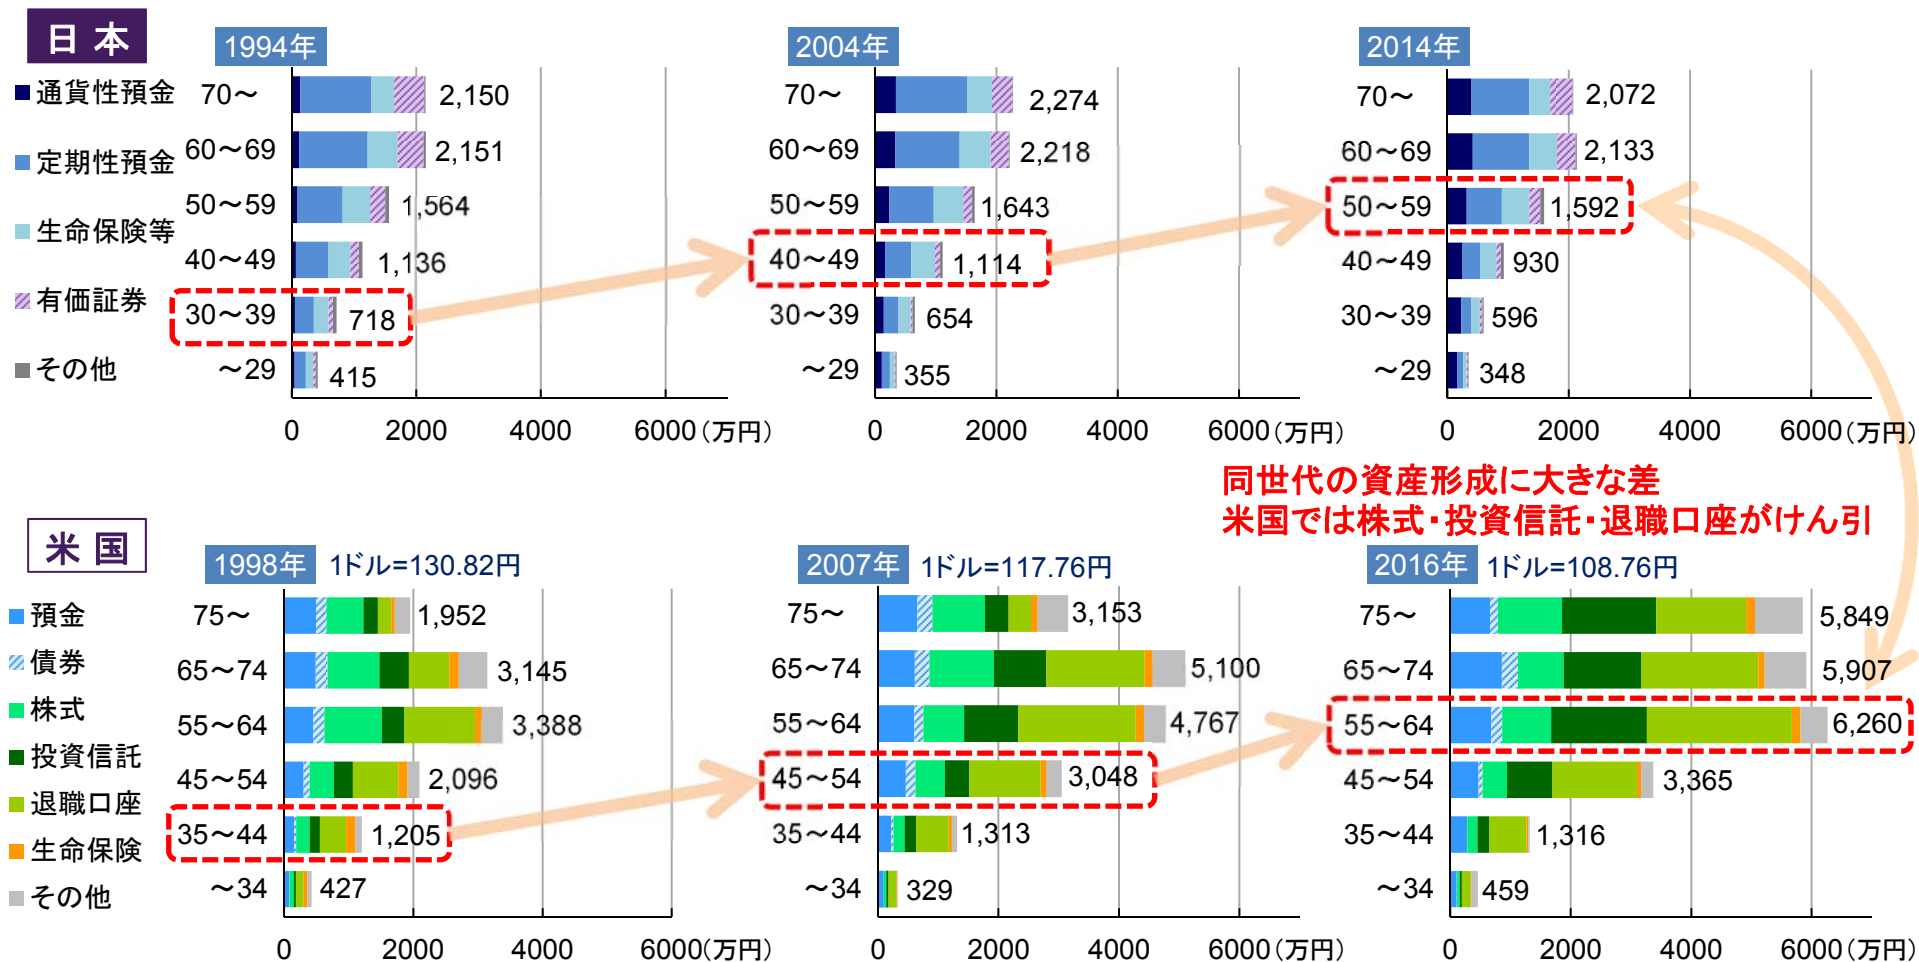 日本
通貨性預金
定期性預金
生命保険等
有価証券
その他
1994年
70～ 2,150
60～69 2,151
50～59 1,564
40～49 1,136
30～39 718
～29 415
0 2000 4000 6000(万円)
2004年
70～ 2,274
60～69 2,218
50～59 1,643
40～49 1,114
30～39 654
～29 355
0 2000 4000 6000(万円)
2014年
70～ 2,072
60～69 2,133
50～59 1,592
40～49 930
30～39 596
～29 348
0 2000 4000 6000(万円)
同世代の資産形成に大きな差
米国では株式・投資信託・退職口座がけん引
米国
預金
債券
株式
投資信託
退職口座
生命保険
その他
1998年 1ドル=130.82円
75～ 1,952
65～74 3,145
55～64 3,388
45～54 2,096
35～44 1,205
～34 427
0 2000 4000 6000(万円)
2007年 1ドル=117.76円
75～ 3,153
65～74 5,100
55～64 4,767
45～54 3,048
35～44 1,313
～34 329
0 2000 4000 6000(万円)
2016年 1ドル=108.76円
75～ 5,849
65～74 5,907
55～64 6,260
45～54 3,365
35～44 1,316
～34 459
0 2000 4000 6000(万円)